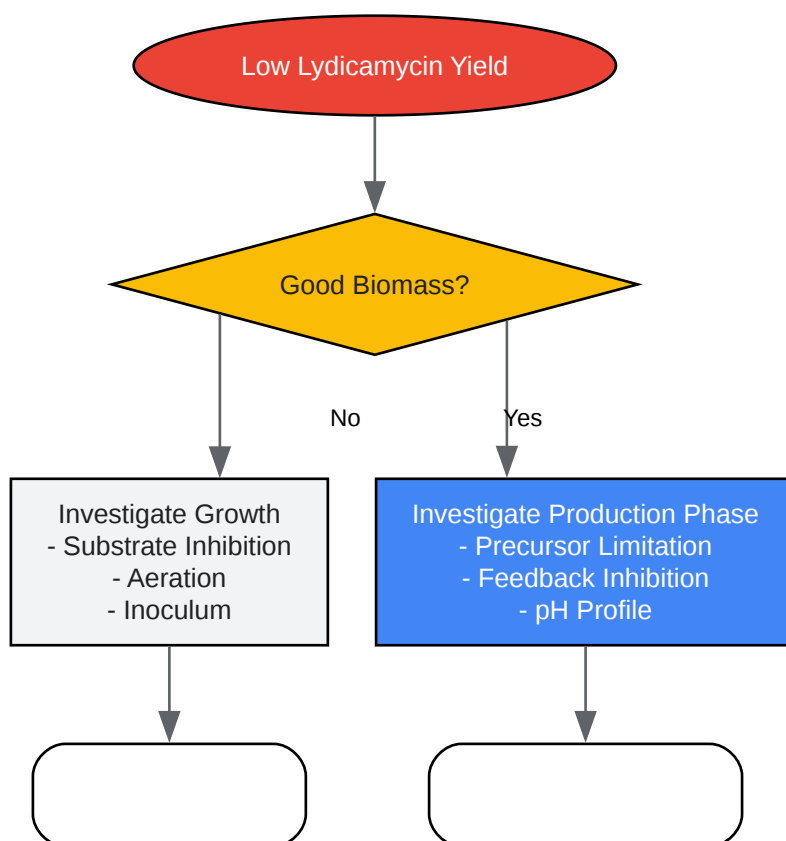 Low Lydicamycin Yield
Good Biomass?
No
Yes
Investigate Growth
- Substrate Inhibition
- Aeration
- Inoculum
Investigate Production Phase
- Precursor Limitation
- Feedback Inhibition
- pH Profile